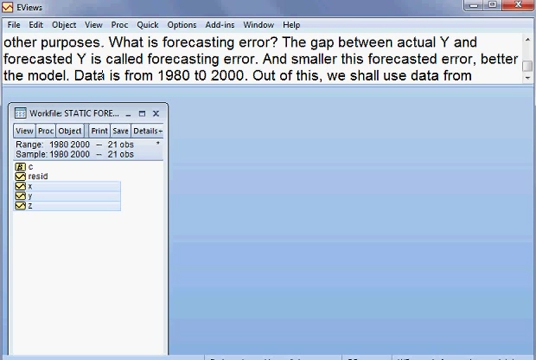 EViews
File Edit Object View Proc Quick Options Add-ins Window Help
other purposes. What is forecasting error? The gap between actual Y and
forecasted Y is called forecasting error. And smaller this forecasted error, better
the model. Data is from 1980 t0 2000. Out of this, we shall use data from
Workfile: STATIC FORE...
View Proc Object Print Save Details+
Range: 1980 2000 -- 21 obs *
Sample: 1980 2000 -- 21 obs
c
resid
x
y
z